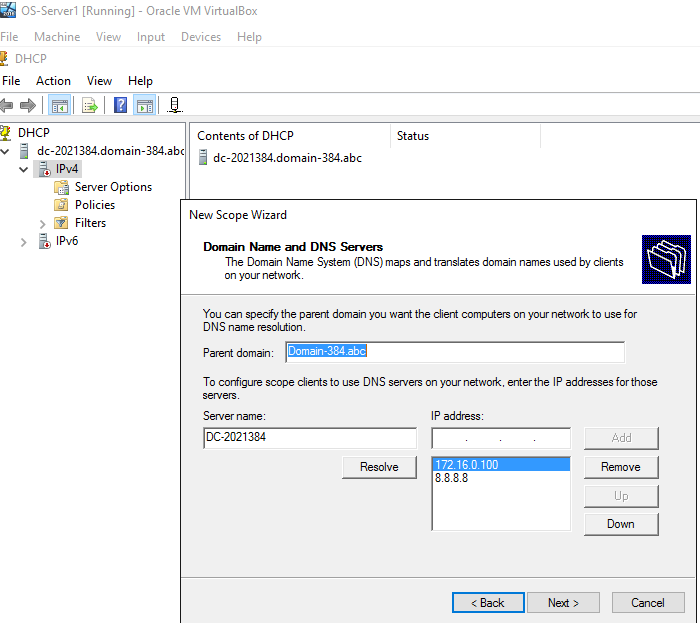 OS-Server1 [Running] - Oracle VM VirtualBox
File Machine View Input Devices Help
DHCP
File Action View Help
DHCP
dc-2021384.domain-384.abc
IPv4
Server Options
Policies
Filters
IPv6
Contents of DHCP Status
dc-2021384.domain-384.abc
New Scope Wizard
Domain Name and DNS Servers
The Domain Name System (DNS) maps and translates domain names used by clients
on your network.
You can specify the parent domain you want the client computers on your network to use for
DNS name resolution.
Parent domain: Domain-384.abc
To configure scope clients to use DNS servers on your network, enter the IP addresses for those
servers.
Server name: IP address:
DC-2021384 . . . Add
Resolve 172.16.0.100 Remove
8.8.8.8
Up
Down
< Back Next > Cancel